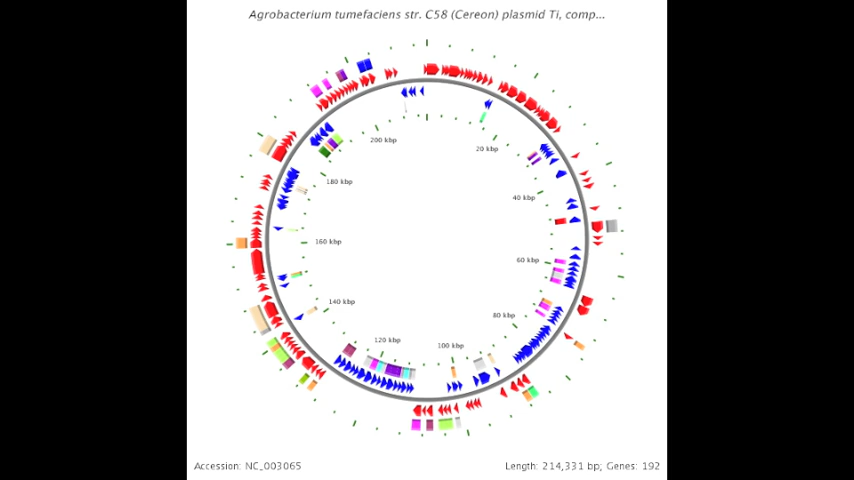 Agrobacterium tumefaciens str. C58 (Cereon) plasmid Ti, comp...
200 kbp
20 kbp
180 kbp
40 kbp
160 kbp
60 kbp
140 kbp
80 kbp
120 kbp
100 kbp
Accession: NC_003065
Length: 214,331 bp; Genes: 192